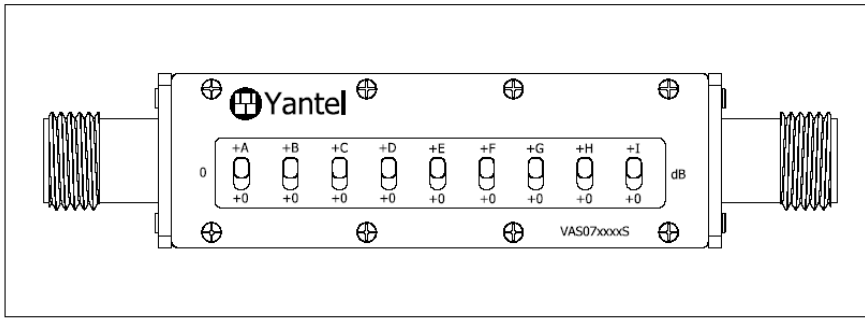 Yantel
+A +B +C +D +E +F +G +H +I
0 dB
+0 +0 +0 +0 +0 +0 +0 +0 +0
VAS07xxxxS